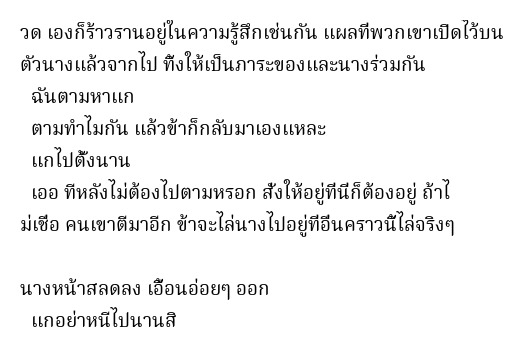 วด เองก็ร้าวรานอยู่ในความรู้สึกเช่นกัน แผลที่พวกเขาเปิดไว้บน
ตัวนางแล้วจากไป ทิ้งให้เป็นภาระของและนางร่วมกัน
ฉันตามหาแก
ตามทำไมกัน แล้วข้าก็กลับมาเองแหละ
แกไปตั้งนาน
เออ ทีหลังไม่ต้องไปตามหรอก สั่งให้อยู่ที่นี่ก็ต้องอยู่ ถ้าไ
ม่เชื่อ คนเขาตีมาอีก ข้าจะไล่นางไปอยู่ที่อื่นคราวนี้ไล่จริงๆ
นางหน้าสลดลง เอื้อนอ่อยๆ ออก
แกอย่าหนีไปนานสิ